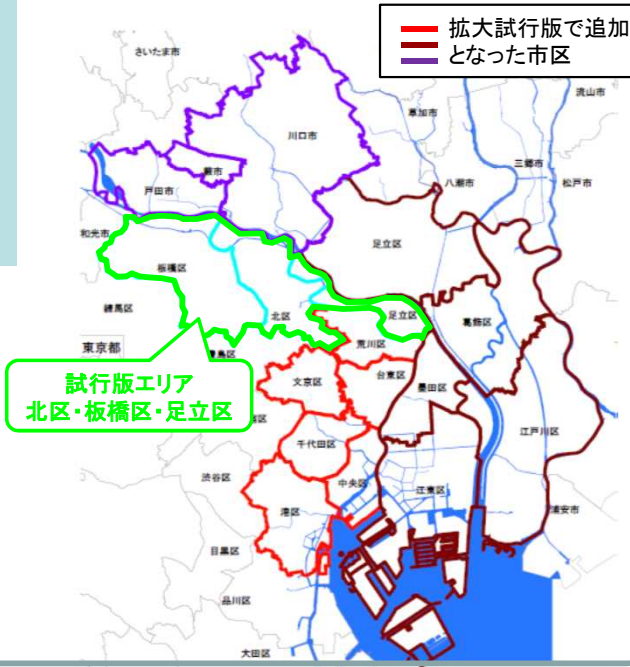 拡大試行版で追加
となった市区
さいたま市
流山市
草加市
川口市
三郷市
蕨市
八潮市
松戸市
戸田市
和光市
足立区
板橋区
練馬区
北区
足立区
葛飾区
東京都
荒川区
豊島区
試行版エリア
北区・板橋区・足立区
文京区
台東区
墨田区
江戸川区
千代田区
渋谷区
中央区
江東区
港区
浦安市
目黒区
品川区
大田区